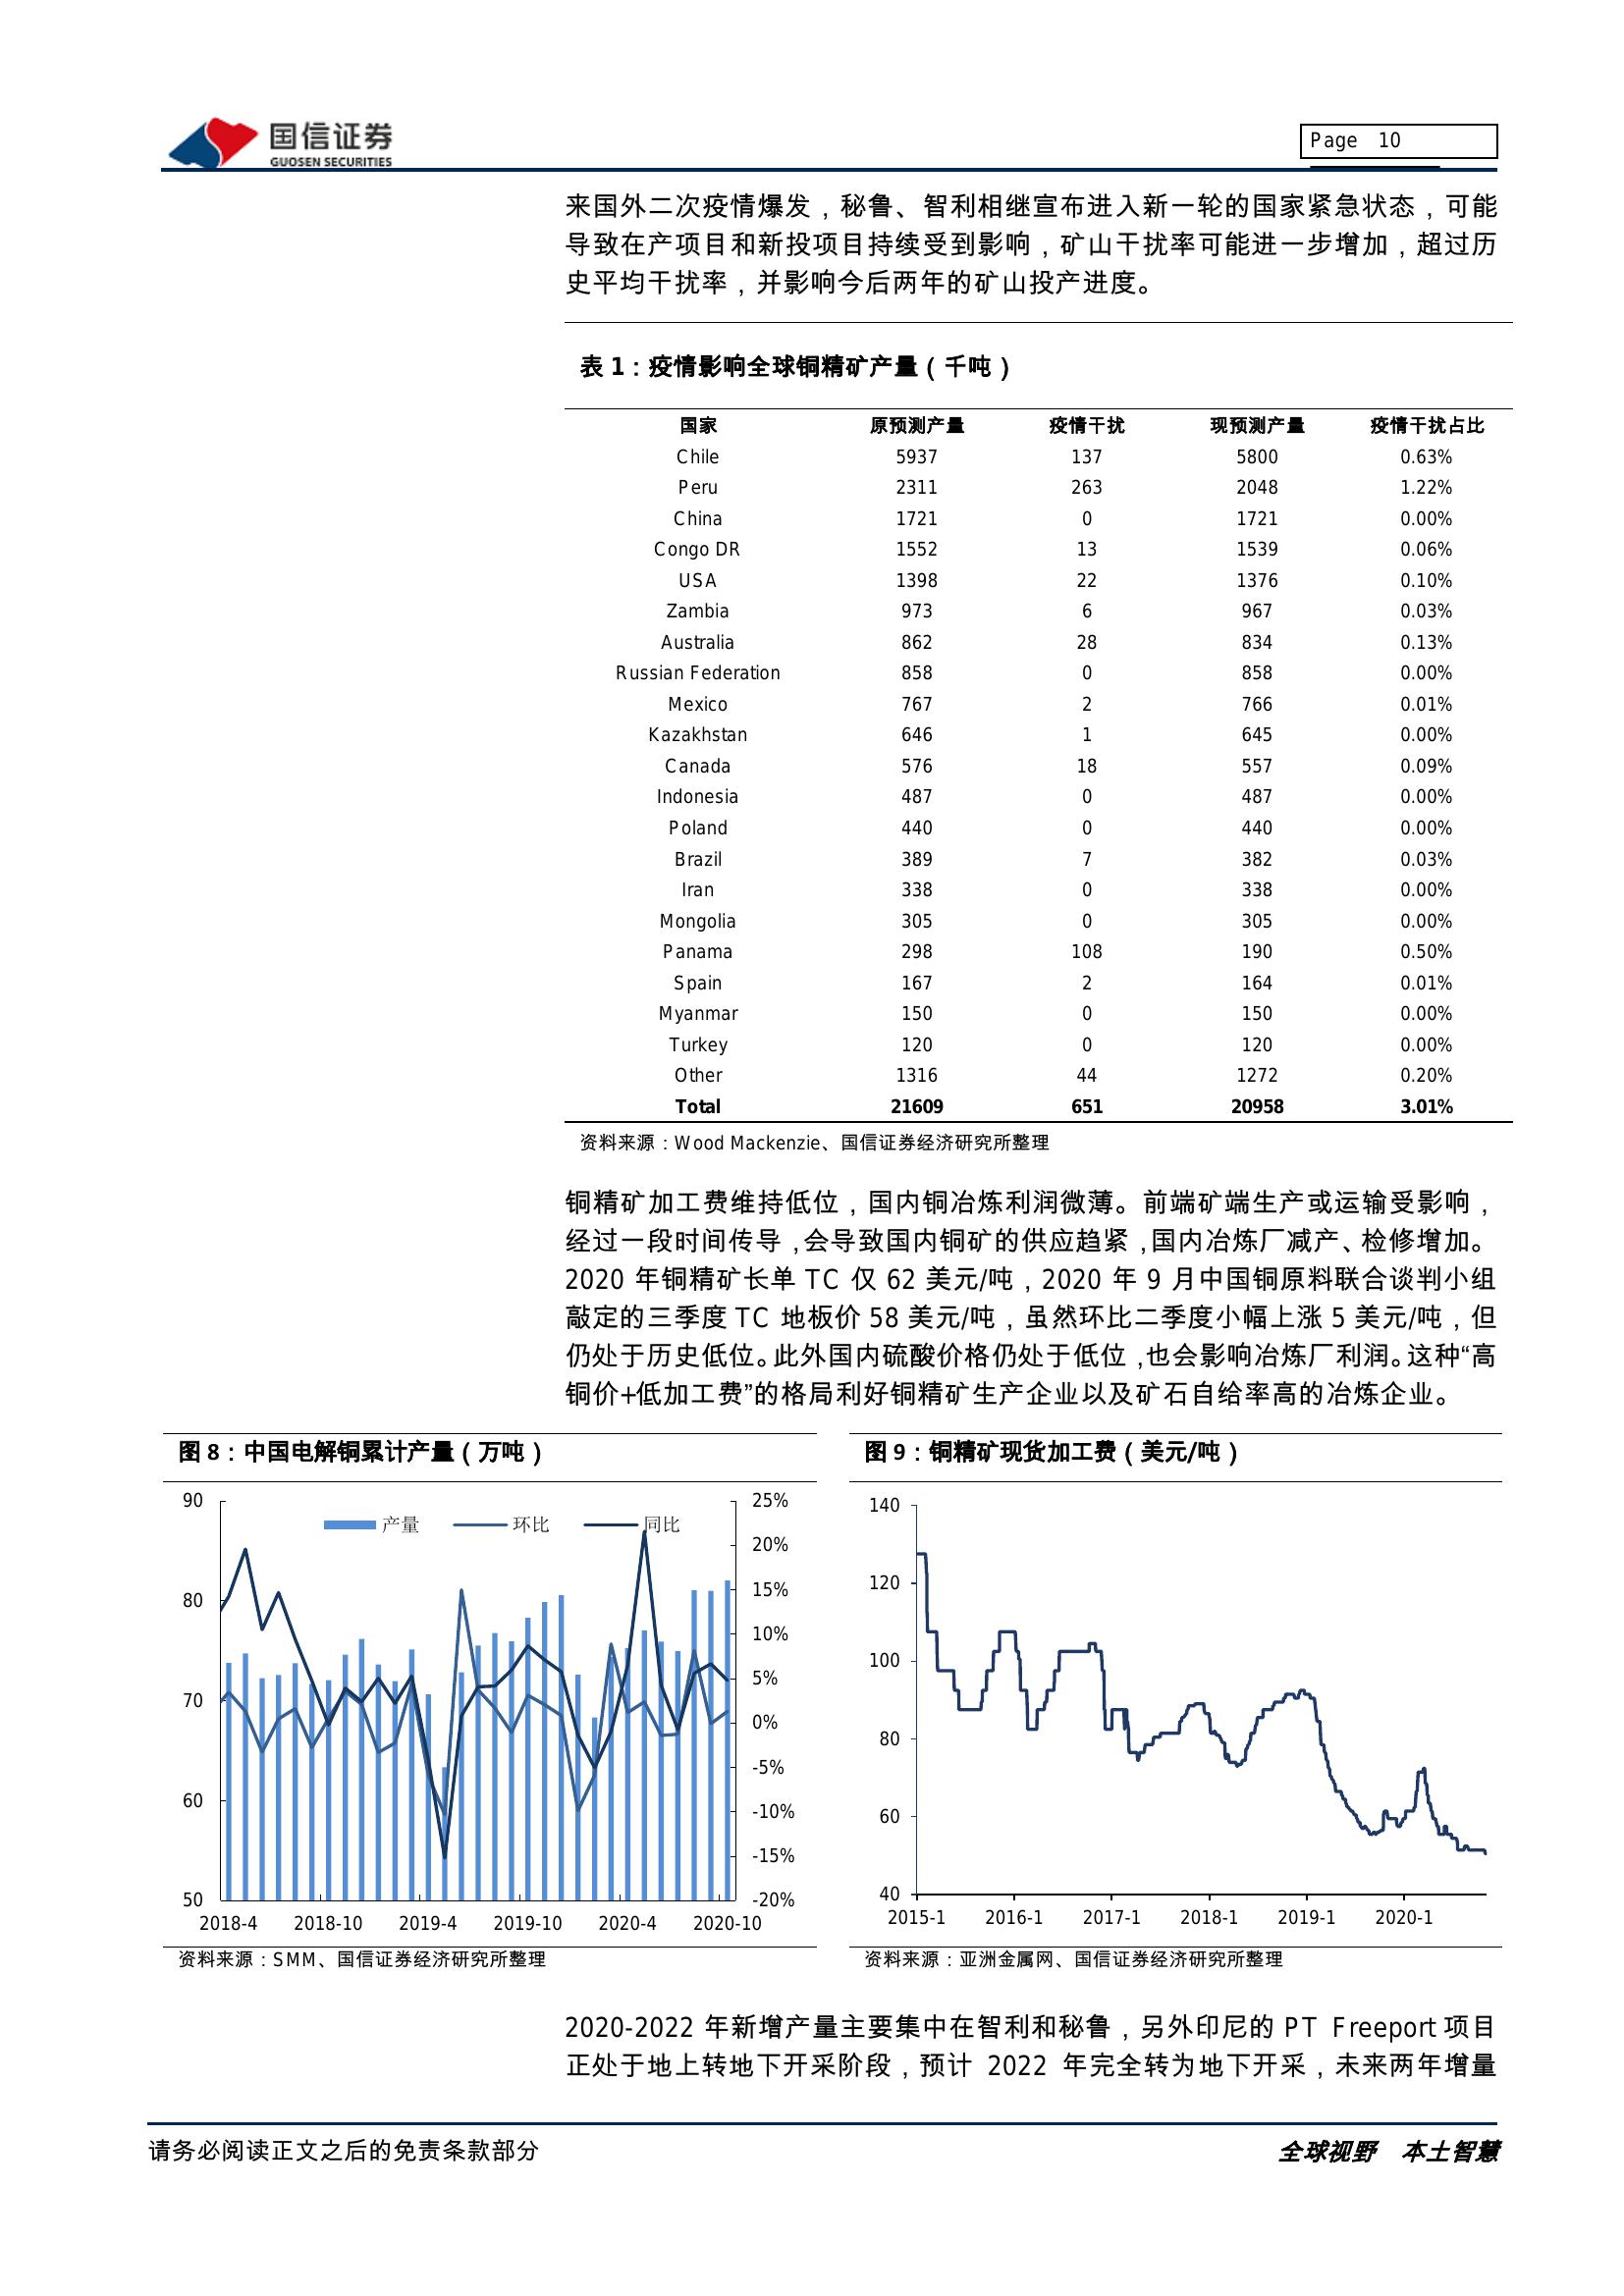 国信证券
GUOSEN SECURITIES
Page 10
来国外二次疫情爆发，秘鲁、智利相继宣布进入新一轮的国家紧急状态，可能
导致在产项目和新投项目持续受到影响，矿山干扰率可能进一步增加，超过历
史平均干扰率，并影响今后两年的矿山投产进度。
表 1：疫情影响全球铜精矿产量（千吨）
国家 原预测产量 疫情干扰 现预测产量 疫情干扰占比
Chile 5937 137 5800 0.63%
Peru 2311 263 2048 1.22%
China 1721 0 1721 0.00%
Congo DR 1552 13 1539 0.06%
USA 1398 22 1376 0.10%
Zambia 973 6 967 0.03%
Australia 862 28 834 0.13%
Russian Federation 858 0 858 0.00%
Mexico 767 2 766 0.01%
Kazakhstan 646 1 645 0.00%
Canada 576 18 557 0.09%
Indonesia 487 0 487 0.00%
Poland 440 0 440 0.00%
Brazil 389 7 382 0.03%
Iran 338 0 338 0.00%
Mongolia 305 0 305 0.00%
Panama 298 108 190 0.50%
Spain 167 2 164 0.01%
Myanmar 150 0 150 0.00%
Turkey 120 0 120 0.00%
Other 1316 44 1272 0.20%
Total 21609 651 20958 3.01%
资料来源：Wood Mackenzie、国信证券经济研究所整理
铜精矿加工费维持低位，国内铜冶炼利润微薄。前端矿端生产或运输受影响，
经过一段时间传导，会导致国内铜矿的供应趋紧，国内冶炼厂减产、检修增加。
2020 年铜精矿长单 TC 仅 62 美元/吨，2020 年 9 月中国铜原料联合谈判小组
敲定的三季度 TC 地板价 58 美元/吨，虽然环比二季度小幅上涨 5 美元/吨，但
仍处于历史低位。此外国内硫酸价格仍处于低位，也会影响冶炼厂利润。这种“高
铜价+低加工费”的格局利好铜精矿生产企业以及矿石自给率高的冶炼企业。
图 8：中国电解铜累计产量（万吨）
产量 环比 同比
90
80
70
60
50
25%
20%
15%
10%
5%
0%
-5%
-10%
-15%
-20%
2018-4 2018-10 2019-4 2019-10 2020-4 2020-10
资料来源：SMM、国信证券经济研究所整理
图 9：铜精矿现货加工费（美元/吨）
140
120
100
80
60
40
2015-1 2016-1 2017-1 2018-1 2019-1 2020-1
资料来源：亚洲金属网、国信证券经济研究所整理
2020-2022 年新增产量主要集中在智利和秘鲁，另外印尼的 PT Freeport 项目
正处于地上转地下开采阶段，预计 2022 年完全转为地下开采，未来两年增量
请务必阅读正文之后的免责条款部分
全球视野 本土智慧